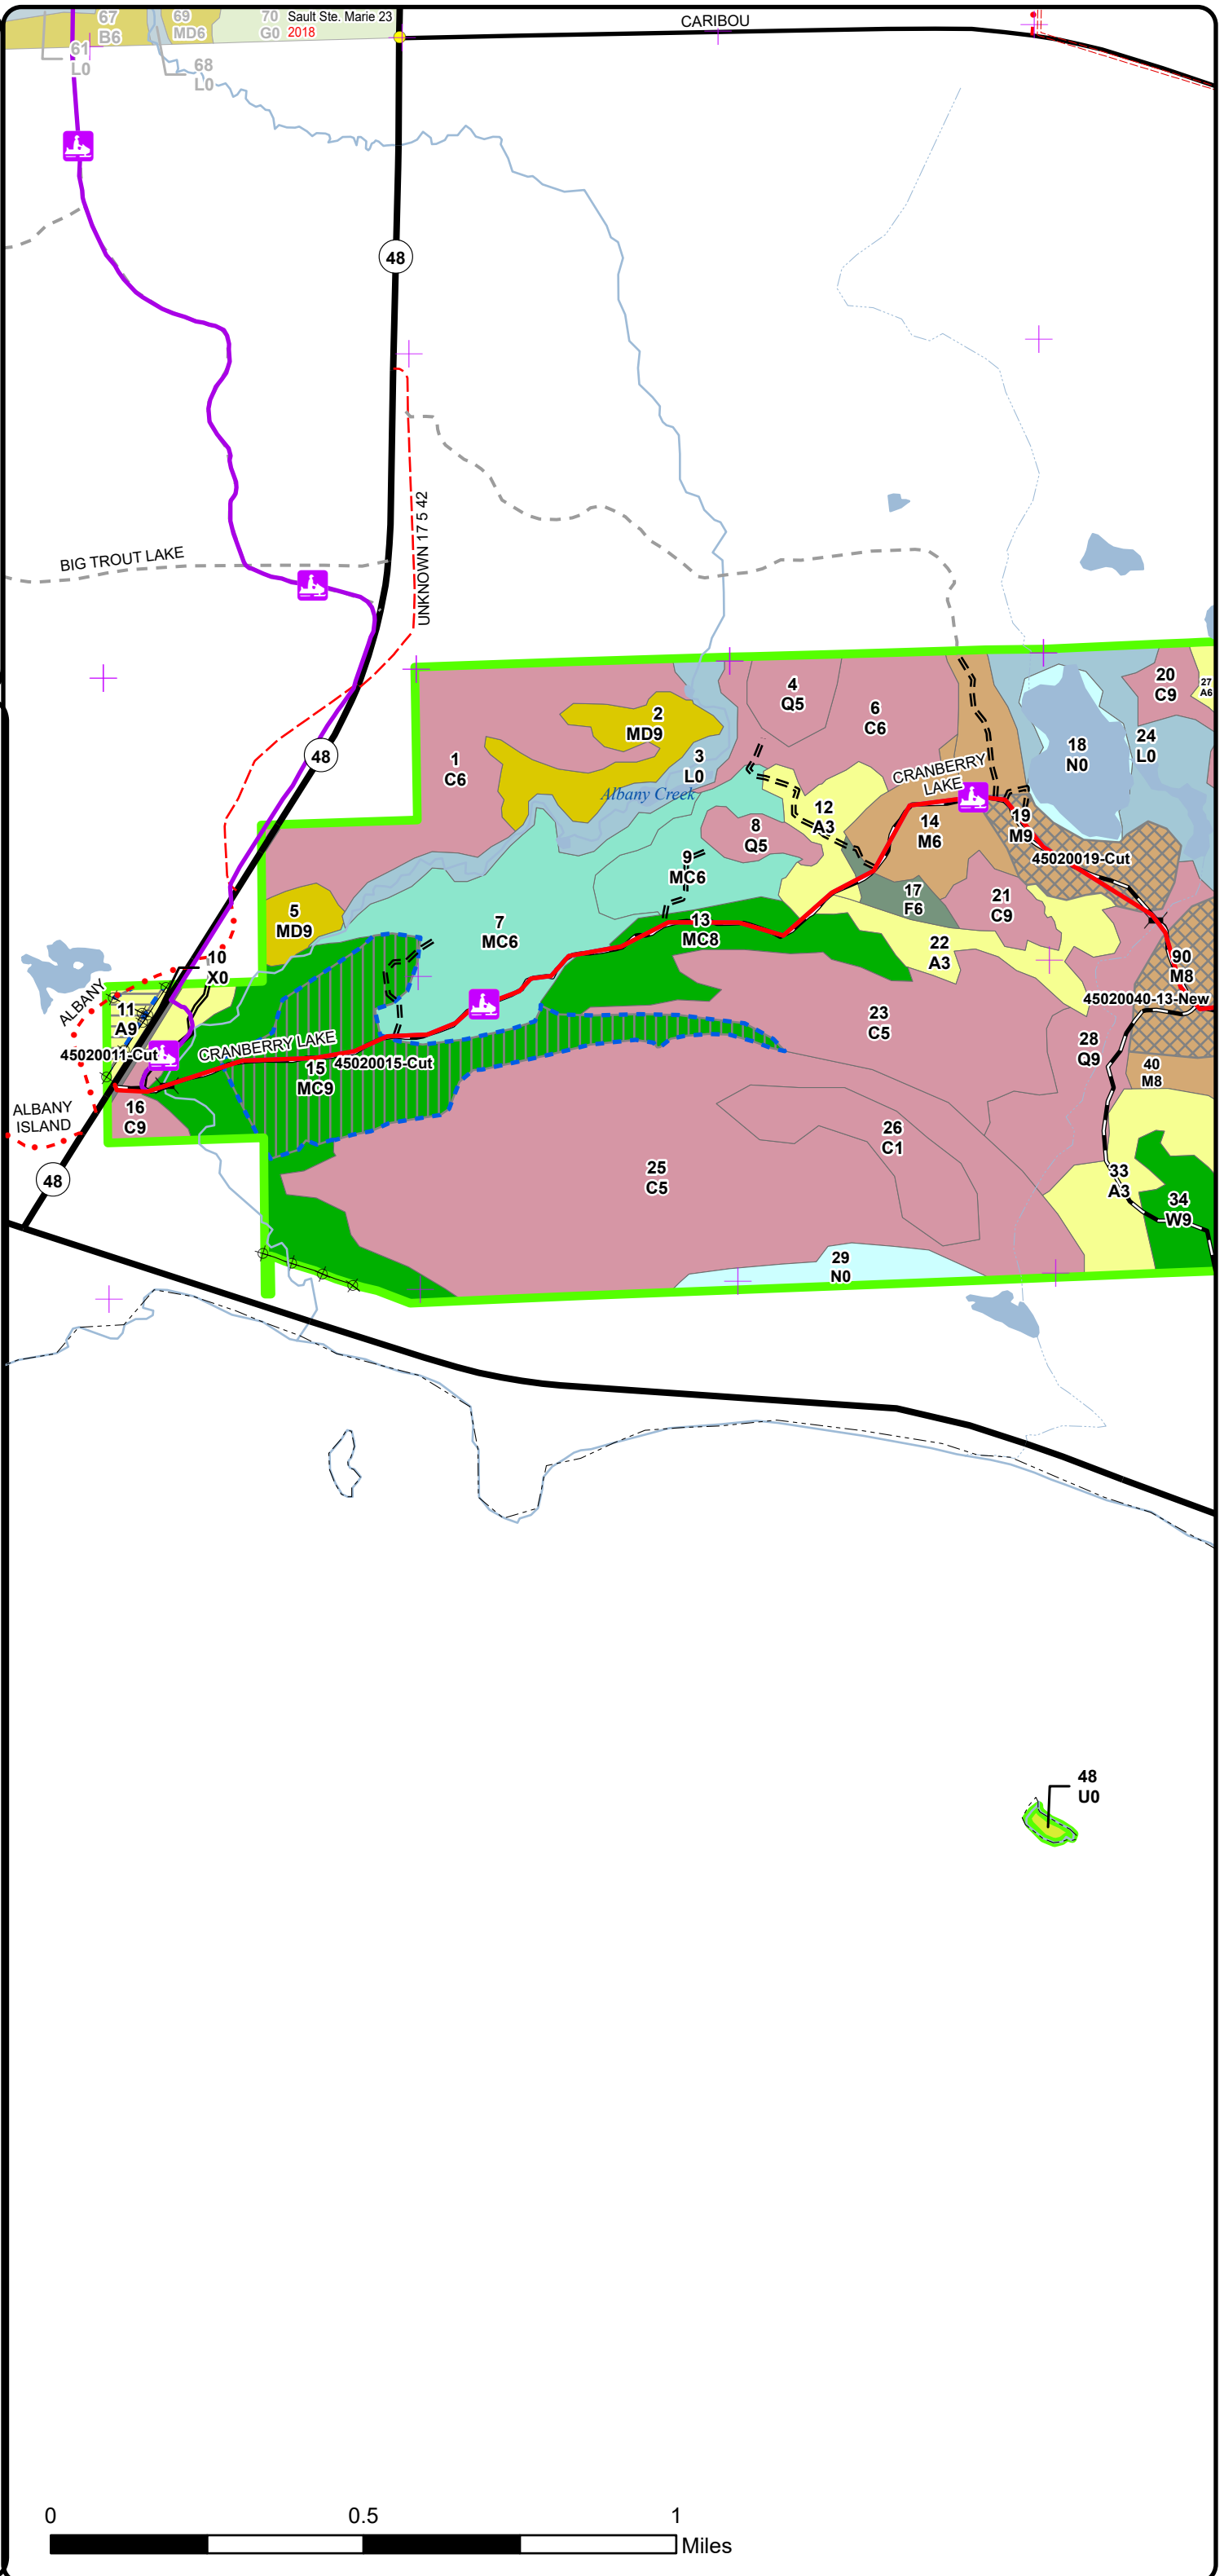 67
B6
69
MD6
70
G0
Sault Ste. Marie 23
2018
CARIBOU
61
L0
68
L0
48
UNKNOWN 17 5 42
BIG TROUT LAKE
48
1
C6
2
MD9
3
L0
Albany Creek
4
Q5
6
C6
CRANBERRY
LAKE
18
N0
20
C9
27
A6
24
L0
12
A3
14
M6
19
M9
45020019-Cut
8
Q5
9
MC6
17
F6
21
C9
5
MD9
7
MC6
13
MC8
22
A3
90
M8
45020040-13-New
10
X0
ALBANY
11
A9
45020011-Cut
CRANBERRY LAKE
15
MC9
45020015-Cut
23
C5
28
Q9
40
M8
ALBANY
ISLAND
16
C9
26
C1
25
C5
33
A3
34
W9
48
29
N0
48
U0
0
0.5
1
Miles